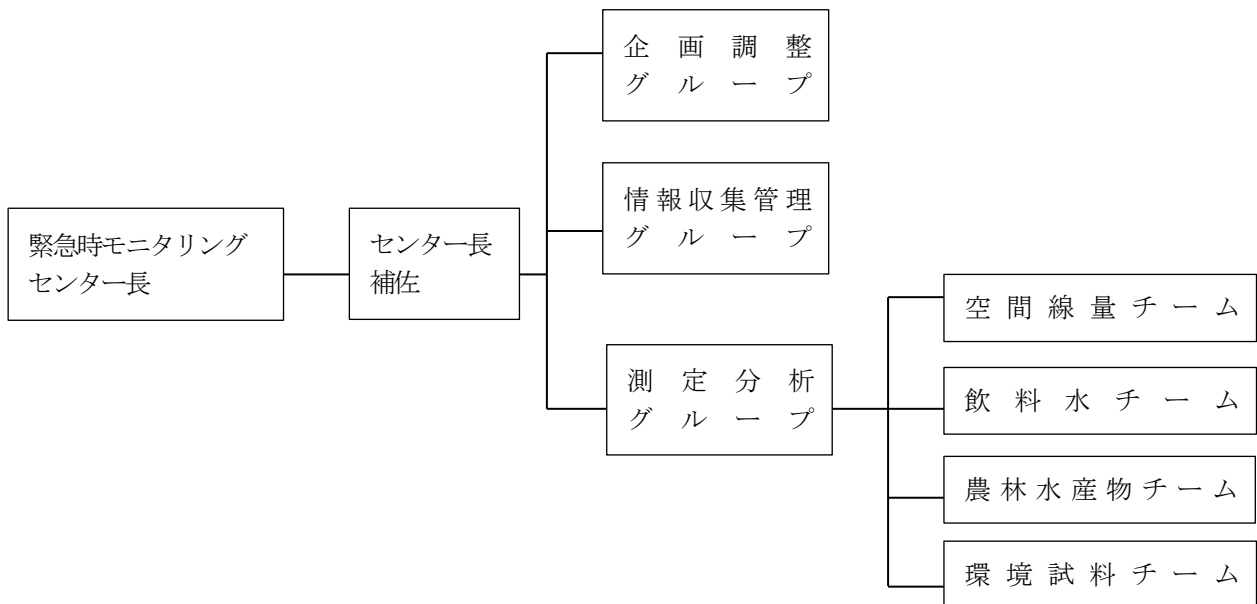 緊急時モニタリング
センター長
センター長
補佐
企画調整
グループ
情報収集管理
グループ
測定分析
グループ
空間線量チーム
飲料水チーム
農林水産物チーム
環境試料チーム